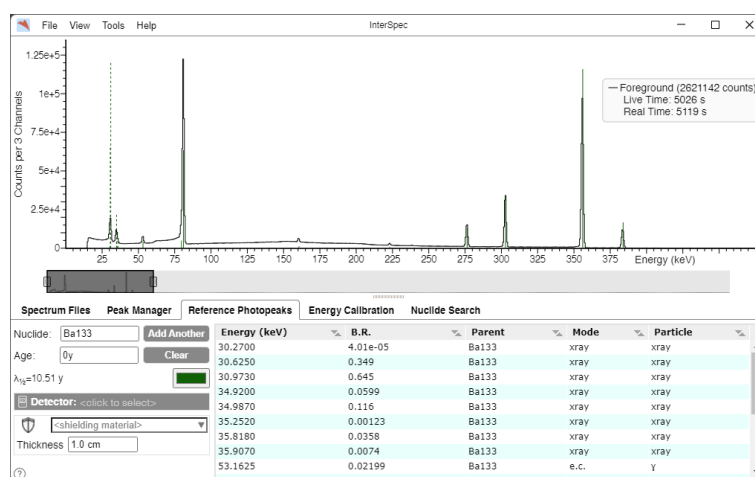 File View Tools Help InterSpec
Counts per 3 Channels
1.25e+5
1e+5
7.5e+4
5e+4
2.5e+4
0
Foreground (2621142 counts)
Live Time: 5026 s
Real Time: 5119 s
25 50 75 100 125 150 175 200 225 250 275 300 325 350 375 Energy (keV)
Spectrum Files Peak Manager Reference Photopeaks Energy Calibration Nuclide Search
Nuclide: Ba133 Add Another
Age: 0y Clear
λ½=10.51 y
Detector: <click to select>
<shielding material>
Thickness 1.0 cm
?
Energy (keV) B.R. Parent Mode Particle
30.2700 4.01e-05 Ba133 xray xray
30.6250 0.349 Ba133 xray xray
30.9730 0.645 Ba133 xray xray
34.9200 0.0599 Ba133 xray xray
34.9870 0.116 Ba133 xray xray
35.2520 0.00123 Ba133 xray xray
35.8180 0.0358 Ba133 xray xray
35.9070 0.0074 Ba133 xray xray
53.1625 0.02199 Ba133 e.c. γ